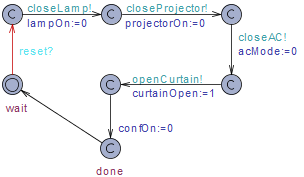 closeLamp!
lampOn:=0
closeProjector!
projectorOn:=0
closeAC!
acMode:=0
reset?
openCurtain!
curtainOpen:=1
wait
confOn:=0
done
C
C
C
C
C
C